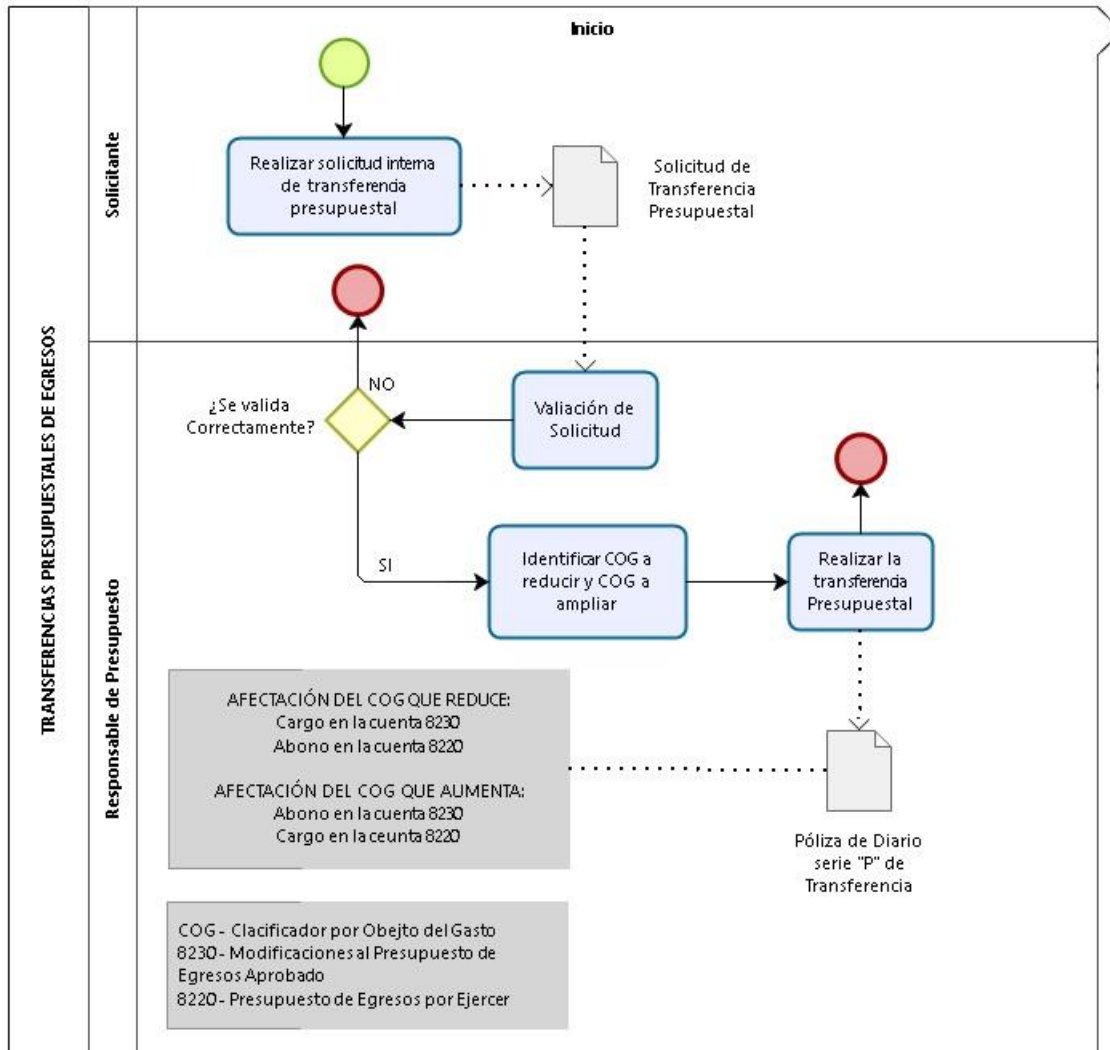 Inicio
TRANSFERENCIAS PRESUPUESTALES DE EGRESOS
Solicitante
Realizar solicitud interna
de transferencia
presupuestal
Solicitud de
Transferencia
Presupuestal
Responsable de Presupuesto
NO
¿Se valida
Correctamente?
Valiación de
Solicitud
SI
Identificar COG a
reducir y COG a
ampliar
Realizar la
transferencia
Presupuestal
AFECTACIÓN DEL COG QUE REDUCE:
Cargo en la cuenta 8230
Abono en la cuenta 8220
AFECTACIÓN DEL COG QUE AUMENTA:
Abono en la cuenta 8230
Cargo en la ceunta 8220
Póliza de Diario
serie "P" de
Transferencia
COG - Clacificador por Obejto del Gasto
8230 - Modificaciones al Presupuesto de
Egresos Aprobado
8220 - Presupuesto de Egresos por Ejercer